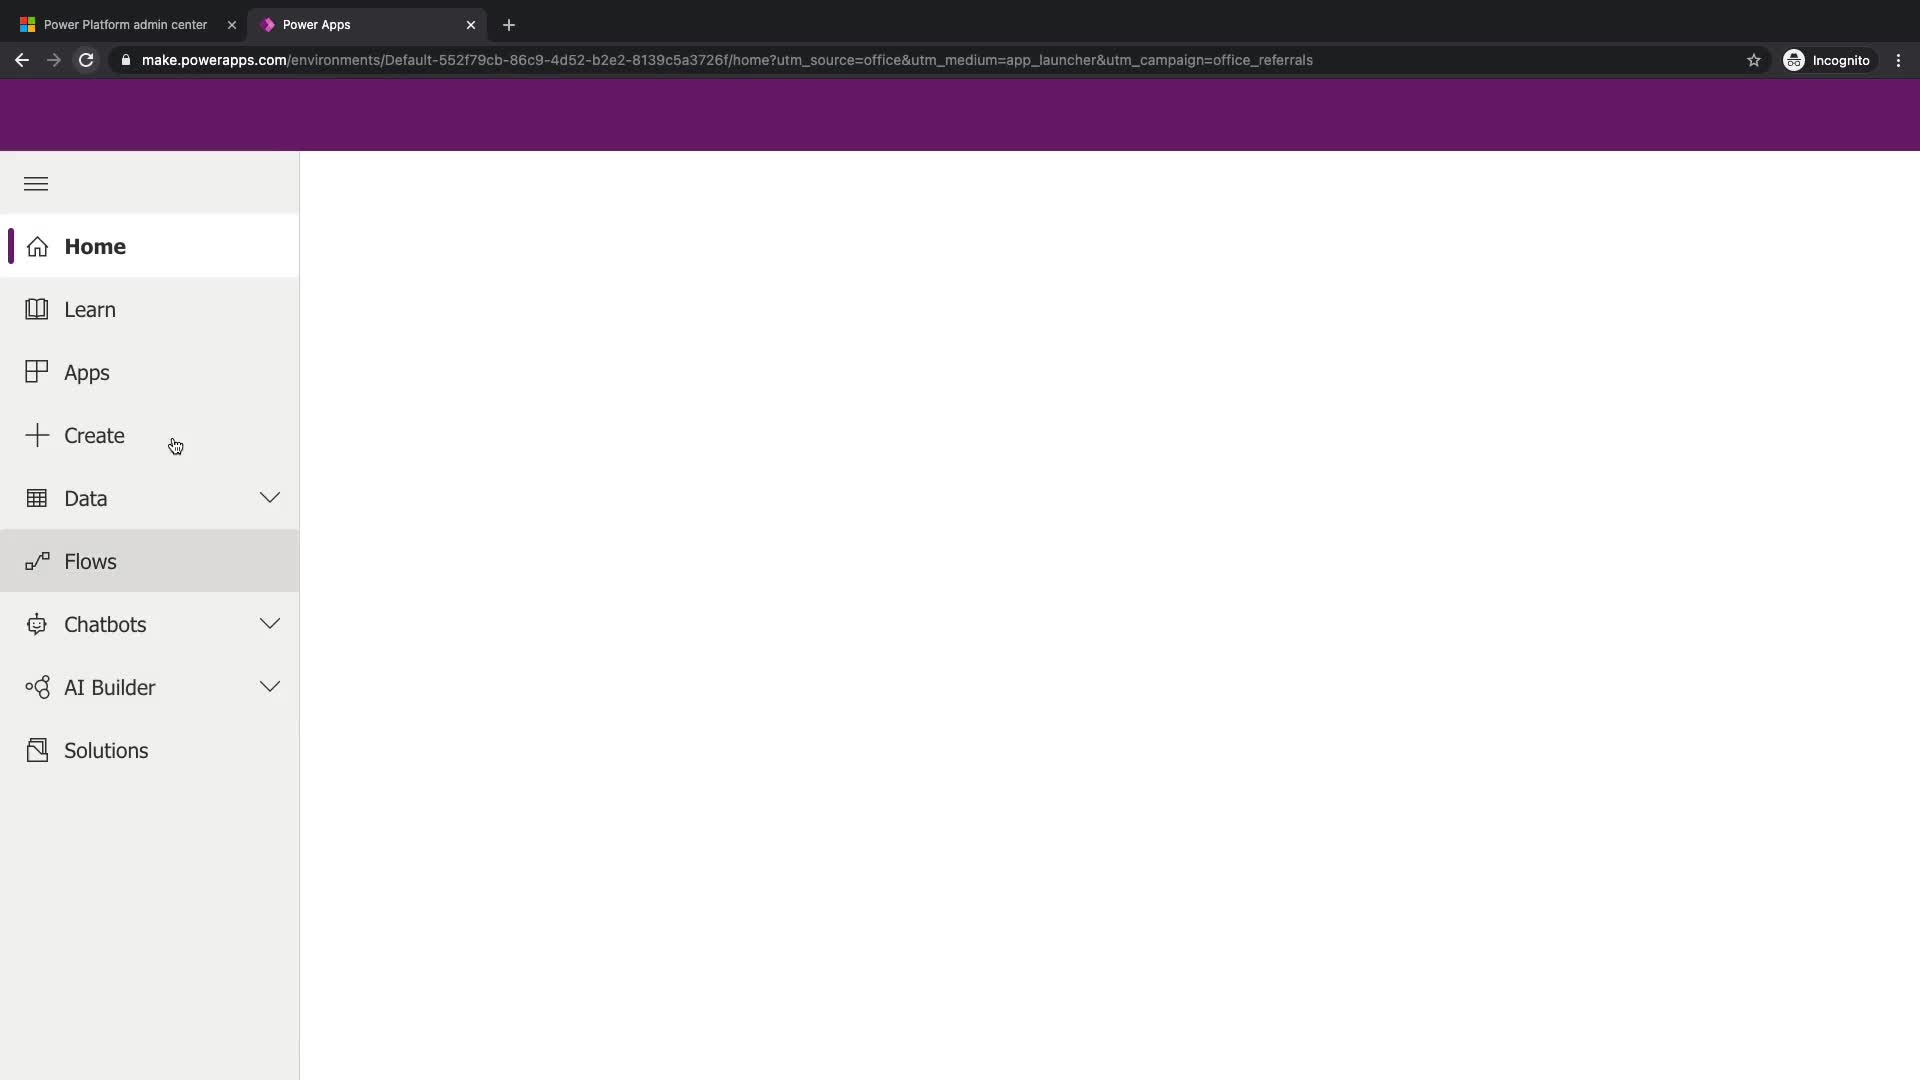 Power Platform admin center
Power Apps
make.powerapps.com/environments/Default-552f79cb-86c9-4d52-b2e2-8139c5a3726f/home?utm_source=office&utm_medium=app_launcher&utm_campaign=office_referrals
Incognito
Home
Learn
Apps
Create
Data
Flows
Chatbots
AI Builder
Solutions